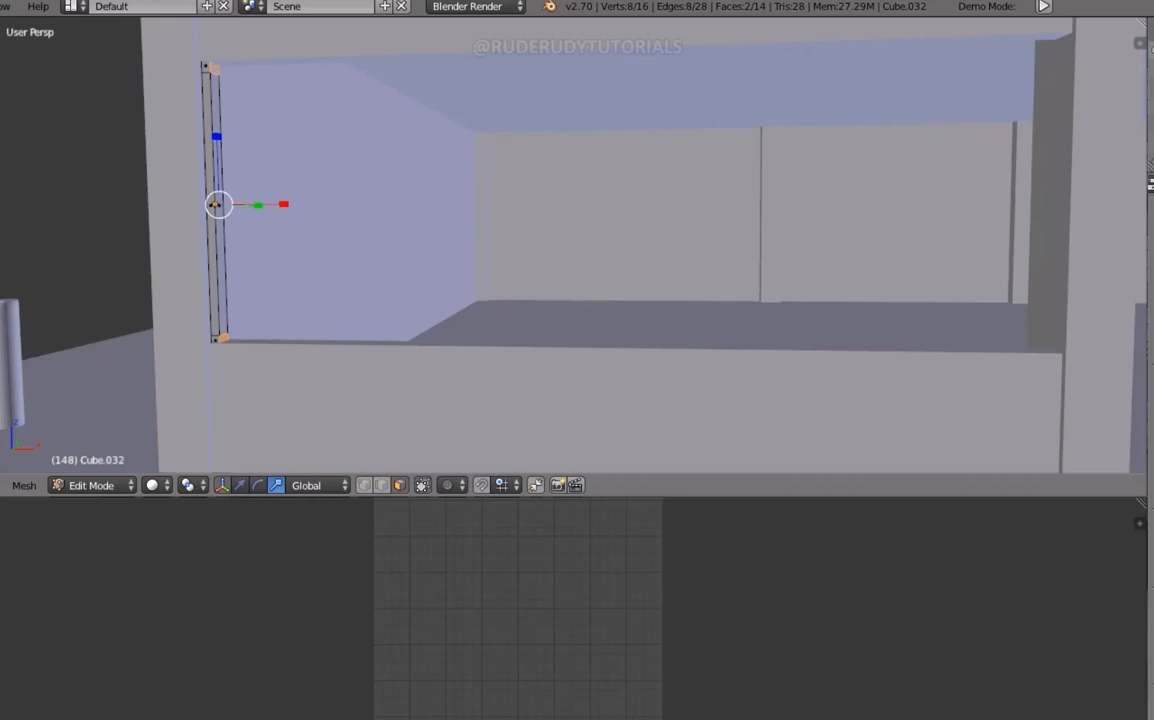 Help Default Scene Blender Render v2.70 | Verts:8/16 | Edges:8/28 | Faces:2/14 | Tris:28 | Mem:27.29M | Cube.032 Demo Mode:
User Persp
@RUDERUDYTUTORIALS
(148) Cube.032
Mesh Edit Mode Global